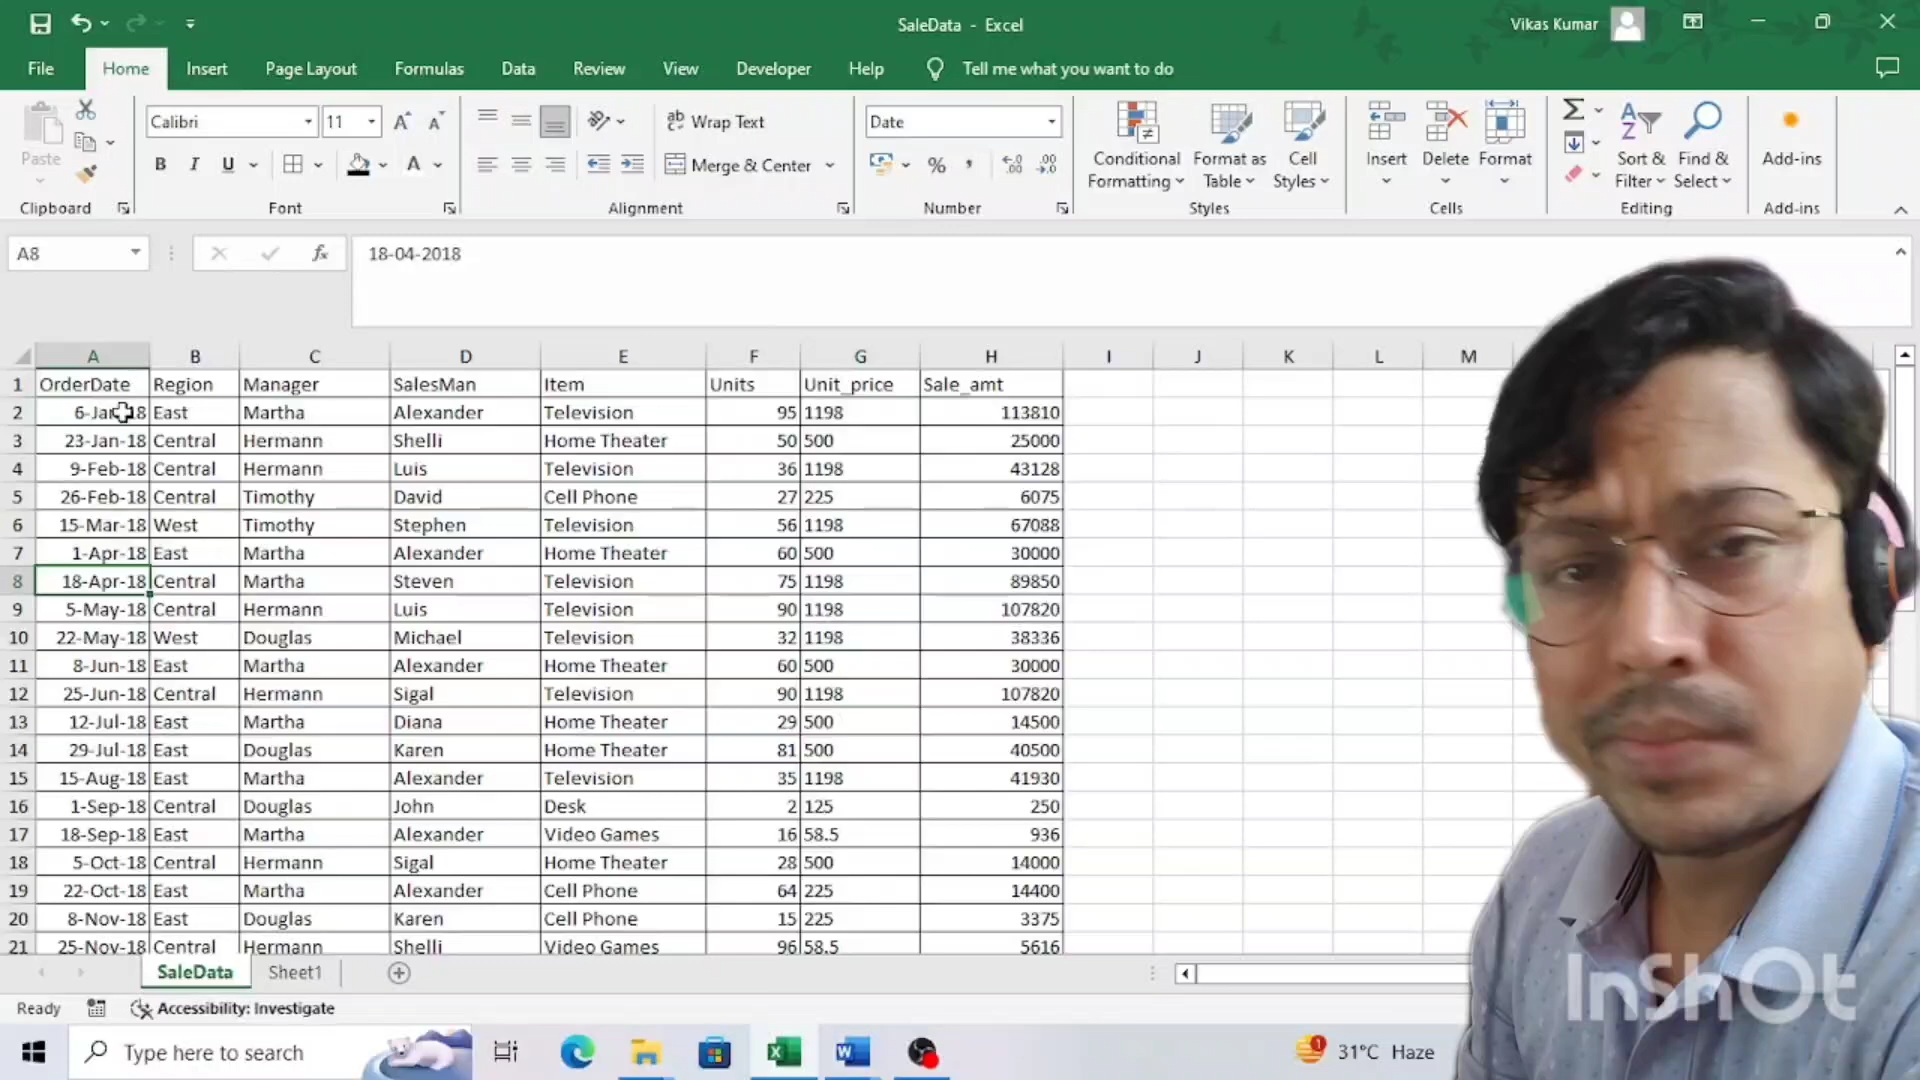 SaleData - Excel
Vikas Kumar
File Home Insert Page Layout Formulas Data Review View Developer Help Tell me what you want to do
Calibri 11
Wrap Text
Date
Paste
B I U
Merge & Center
Conditional Formatting
Format as Table
Cell Styles
Insert
Delete
Format
Sort & Filter
Find & Select
Add-ins
Clipboard Font Alignment Number Styles Cells Editing Add-ins
A8 fx 18-04-2018
A B C D E F G H I J K L M
1 OrderDate Region Manager SalesMan Item Units Unit_price Sale_amt
2 6-Jan-18 East Martha Alexander Television 95 1198 113810
3 23-Jan-18 Central Hermann Shelli Home Theater 50 500 25000
4 9-Feb-18 Central Hermann Luis Television 36 1198 43128
5 26-Feb-18 Central Timothy David Cell Phone 27 225 6075
6 15-Mar-18 West Timothy Stephen Television 56 1198 67088
7 1-Apr-18 East Martha Alexander Home Theater 60 500 30000
8 18-Apr-18 Central Martha Steven Television 75 1198 89850
9 5-May-18 Central Hermann Luis Television 90 1198 107820
10 22-May-18 West Douglas Michael Television 32 1198 38336
11 8-Jun-18 East Martha Alexander Home Theater 60 500 30000
12 25-Jun-18 Central Hermann Sigal Television 90 1198 107820
13 12-Jul-18 East Martha Diana Home Theater 29 500 14500
14 29-Jul-18 East Douglas Karen Home Theater 81 500 40500
15 15-Aug-18 East Martha Alexander Television 35 1198 41930
16 1-Sep-18 Central Douglas John Desk 2 125 250
17 18-Sep-18 East Martha Alexander Video Games 16 58.5 936
18 5-Oct-18 Central Hermann Sigal Home Theater 28 500 14000
19 22-Oct-18 East Martha Alexander Cell Phone 64 225 14400
20 8-Nov-18 East Douglas Karen Cell Phone 15 225 3375
21 25-Nov-18 Central Hermann Shelli Video Games 96 58.5 5616
SaleData Sheet1
InShOt
Ready Accessibility: Investigate
Type here to search
1 31°C Haze